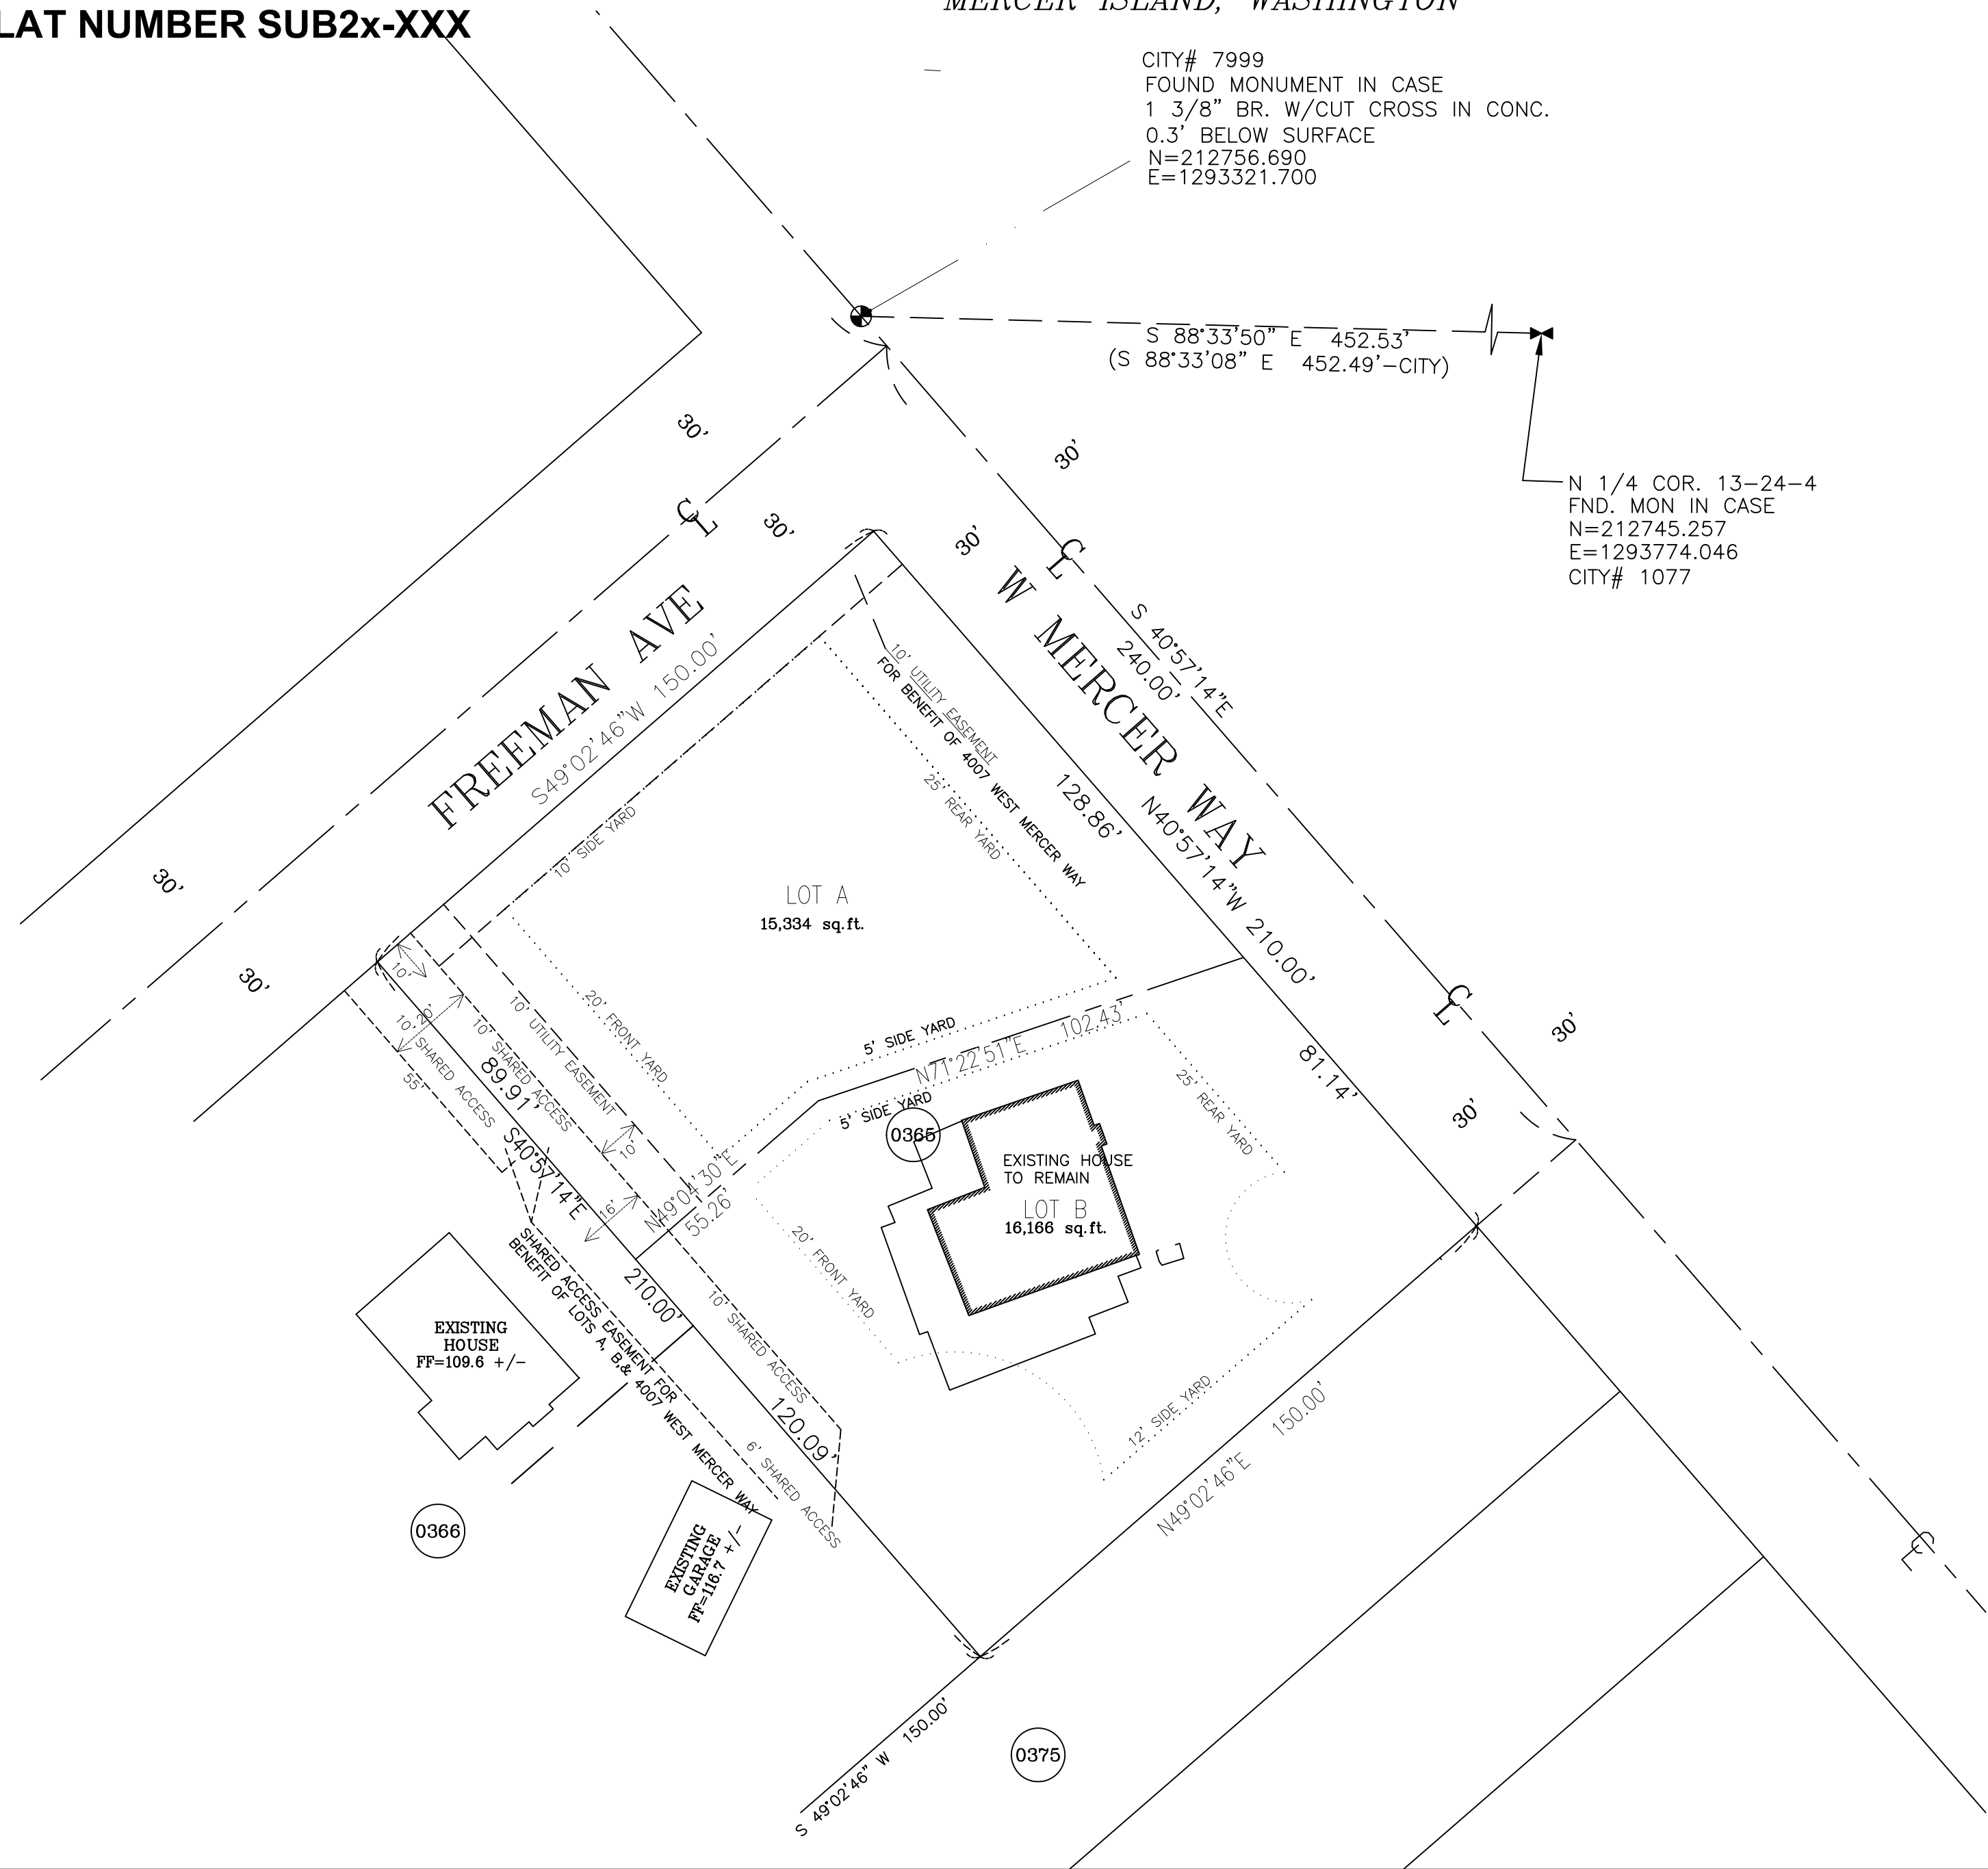 LAT NUMBER SUB2x-XXX
MERCER ISLAND, WASHINGTON
CITY# 7999
FOUND MONUMENT IN CASE
1 3/8" BR. W/CUT CROSS IN CONC.
0.3' BELOW SURFACE
N=212756.690
E=1293321.700
S 88°33'50" E 452.53'
(S 88°33'08" E 452.49'-CITY)
N 1/4 COR. 13-24-4
FND. MON IN CASE
N=212745.257
E=1293774.046
CITY# 1077
30'
30'
30'
30'
CL
CL
FREEMAN AVE
S49°02'46"W 150.00'
W MERCER WAY
S 40°57'14"E
240.00'
10' UTILITY EASEMENT
FOR BENEFIT OF 4007 WEST MERCER WAY
25' REAR YARD
128.86'
N40°57'14"W 210.00'
10' SIDE YARD
LOT A
15,334 sq.ft.
30'
30'
10'
10'
20'
10' SHARED ACCESS
10' UTILITY EASEMENT
20' FRONT YARD
SHARED ACCESS
55'
89.91'
5' SIDE YARD
N71°22'51"E 102.43'
5' SIDE YARD
CL
30'
30'
81.14'
25' REAR YARD
0365
EXISTING HOUSE
TO REMAIN
LOT B
16,166 sq.ft.
10'
S40°57'14"E
16'
N49°04'30"E
55.26'
20' FRONT YARD
SHARED ACCESS EASEMENT FOR
BENEFIT OF LOTS A, B,& 4007 WEST MERCER WAY
210.00'
10' SHARED ACCESS
EXISTING
HOUSE
FF=109.6 +/-
120.09'
6' SHARED ACCESS
12' SIDE YARD
N49°02'46"E 150.00'
0366
EXISTING
GARAGE
FF=116.7 +/-
CL
S 49°02'46" W 150.00'
0375